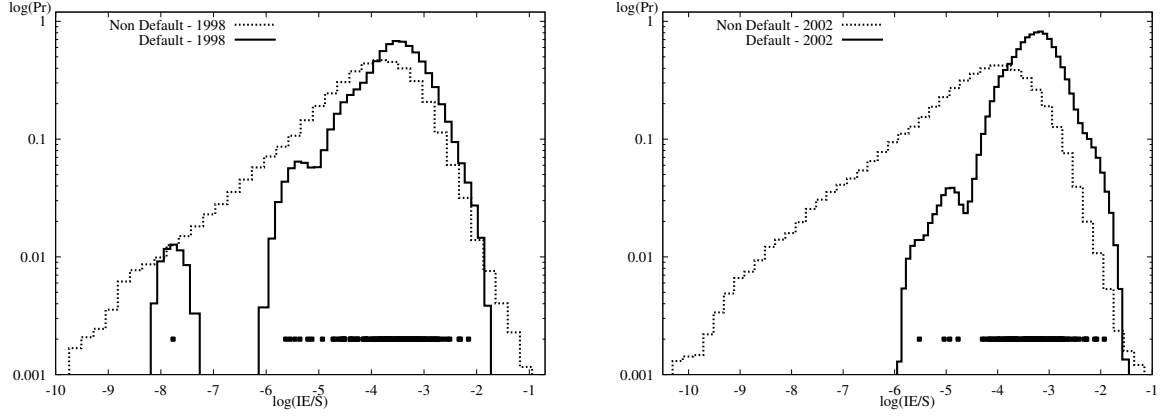 log(Pr)
Non Default - 1998
Default - 1998
1
0.1
0.01
0.001
-10 -9 -8 -7 -6 -5 -4 -3 -2 -1
log(IE/S)
log(Pr)
Non Default - 2002
Default - 2002
1
0.1
0.01
0.001
-10 -9 -8 -7 -6 -5 -4 -3 -2 -1
log(IE/S)